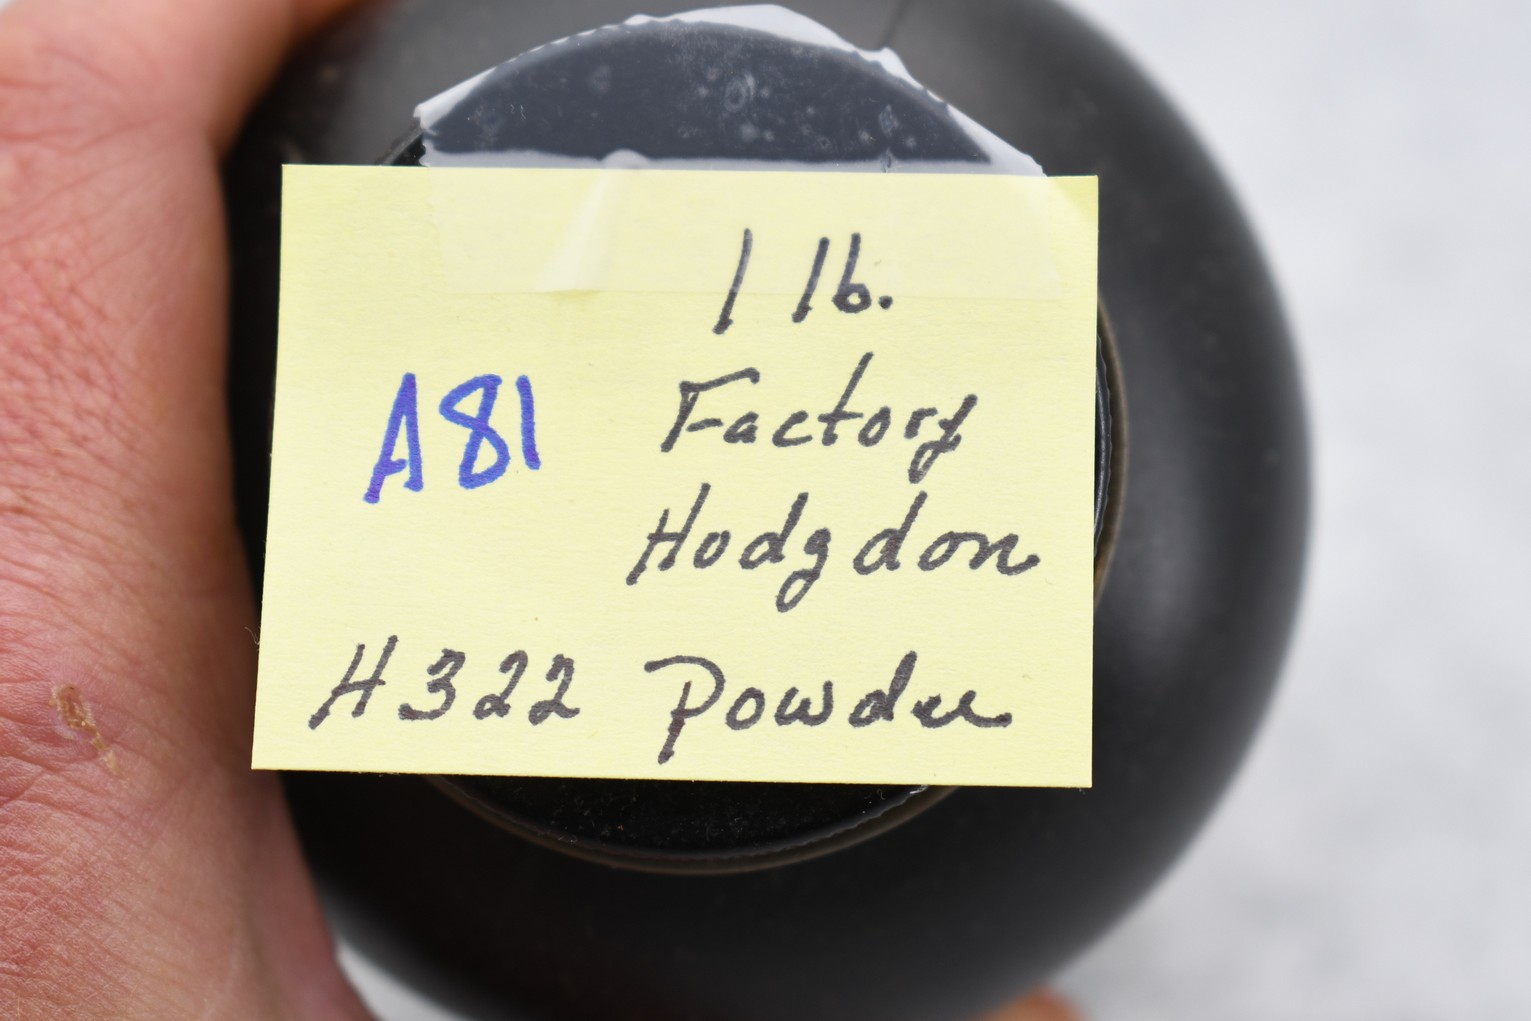 1 lb.
A81
Factory
Hodgdon
H322 Powder